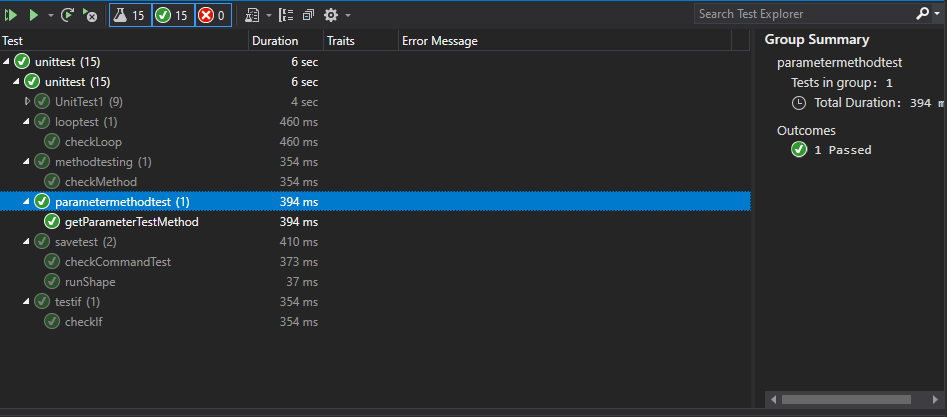 15 15 0 Search Test Explorer
Test Duration Traits Error Message
unittest (15) 6 sec
unittest (15) 6 sec
UnitTest1 (9) 4 sec
looptest (1) 460 ms
checkLoop 460 ms
methodtesting (1) 354 ms
checkMethod 354 ms
parametermethodtest (1) 394 ms
getParameterTestMethod 394 ms
savetest (2) 410 ms
checkCommandTest 373 ms
runShape 37 ms
testif (1) 354 ms
checkIf 354 ms
Group Summary
parametermethodtest
Tests in group: 1
Total Duration: 394 m
Outcomes
1 Passed